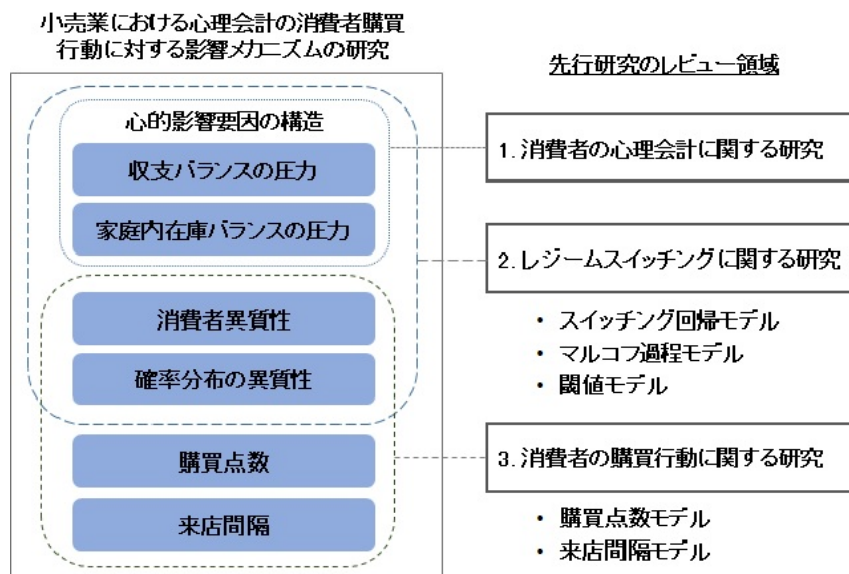 小売業における心理会計の消費者購買
行動に対する影響メカニズムの研究
心的影響要因の構造
収支バランスの圧力
家庭内在庫バランスの圧力
消費者異質性
確率分布の異質性
購買点数
来店間隔
先行研究のレビュー領域
1. 消費者の心理会計に関する研究
2. レジームスイッチングに関する研究
・ スイッチング回帰モデル
・ マルコフ過程モデル
・ 閾値モデル
3. 消費者の購買行動に関する研究
・ 購買点数モデル
・ 来店間隔モデル